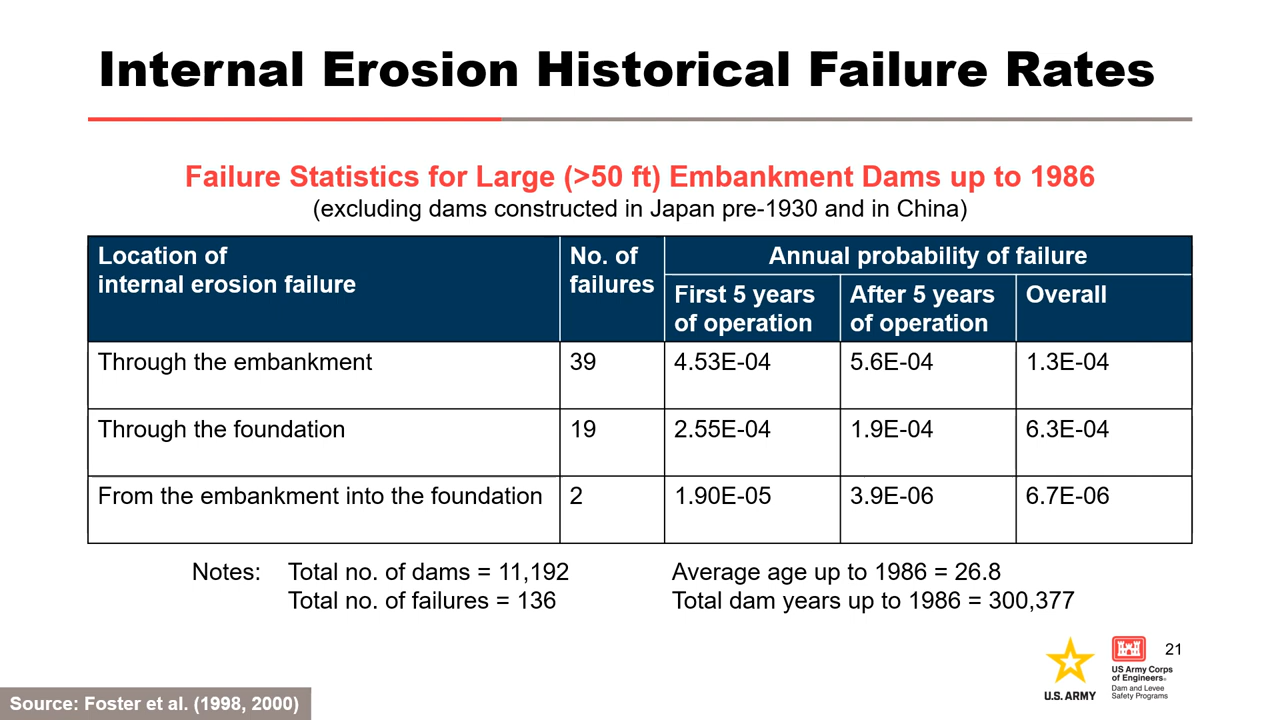 Internal Erosion Historical Failure Rates
Failure Statistics for Large (>50 ft) Embankment Dams up to 1986
(excluding dams constructed in Japan pre-1930 and in China)
Location of
internal erosion failure
No. of
failures
Annual probability of failure
First 5 years
of operation
After 5 years
of operation
Overall
Through the embankment 39 4.53E-04 5.6E-04 1.3E-04
Through the foundation 19 2.55E-04 1.9E-04 6.3E-04
From the embankment into the foundation 2 1.90E-05 3.9E-06 6.7E-06
Notes: Total no. of dams = 11,192 Average age up to 1986 = 26.8
Total no. of failures = 136 Total dam years up to 1986 = 300,377
21
U.S. ARMY
US Army Corps
of Engineers®
Dam and Levee
Safety Programs
Source: Foster et al. (1998, 2000)